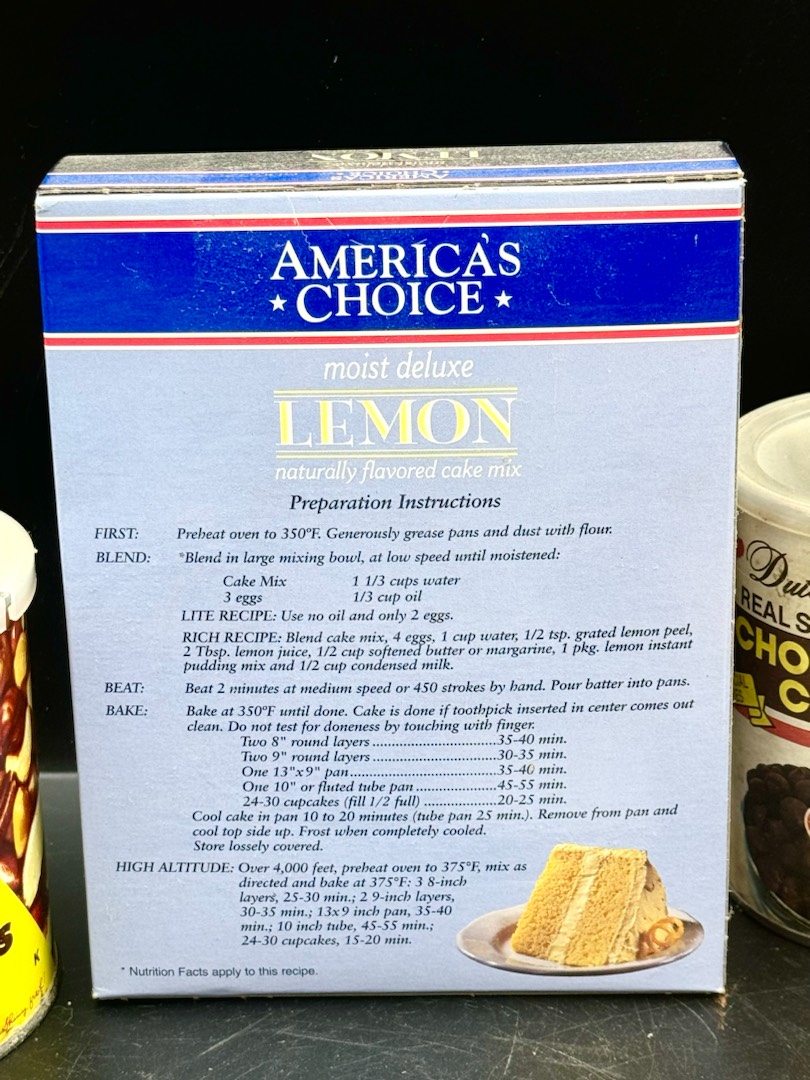 LEMON
AMERICA'S
CHOICE
AMERICA'S
★ CHOICE ★
moist deluxe
LEMON
naturally flavored cake mix
Preparation Instructions
FIRST: Preheat oven to 350°F. Generously grease pans and dust with flour.
BLEND: *Blend in large mixing bowl, at low speed until moistened:
Cake Mix 1 1/3 cups water
3 eggs 1/3 cup oil
LITE RECIPE: Use no oil and only 2 eggs.
RICH RECIPE: Blend cake mix, 4 eggs, 1 cup water, 1/2 tsp. grated lemon peel,
2 Tbsp. lemon juice, 1/2 cup softened butter or margarine, 1 pkg. lemon instant
pudding mix and 1/2 cup condensed milk.
BEAT: Beat 2 minutes at medium speed or 450 strokes by hand. Pour batter into pans.
BAKE: Bake at 350°F until done. Cake is done if toothpick inserted in center comes out
clean. Do not test for doneness by touching with finger.
Two 8" round layers ...............................35-40 min.
Two 9" round layers ...............................30-35 min.
One 13"x9" pan....................................35-40 min.
One 10" or fluted tube pan ....................45-55 min.
24-30 cupcakes (fill 1/2 full) ..................20-25 min.
Cool cake in pan 10 to 20 minutes (tube pan 25 min.). Remove from pan and
cool top side up. Frost when completely cooled.
Store lossely covered.
HIGH ALTITUDE: Over 4,000 feet, preheat oven to 375°F, mix as
directed and bake at 375°F: 3 8-inch
layers, 25-30 min.; 2 9-inch layers,
30-35 min.; 13x9 inch pan, 35-40
min.; 10 inch tube, 45-55 min.;
24-30 cupcakes, 15-20 min.
* Nutrition Facts apply to this recipe.
K
Dut
REAL S
CHO
C